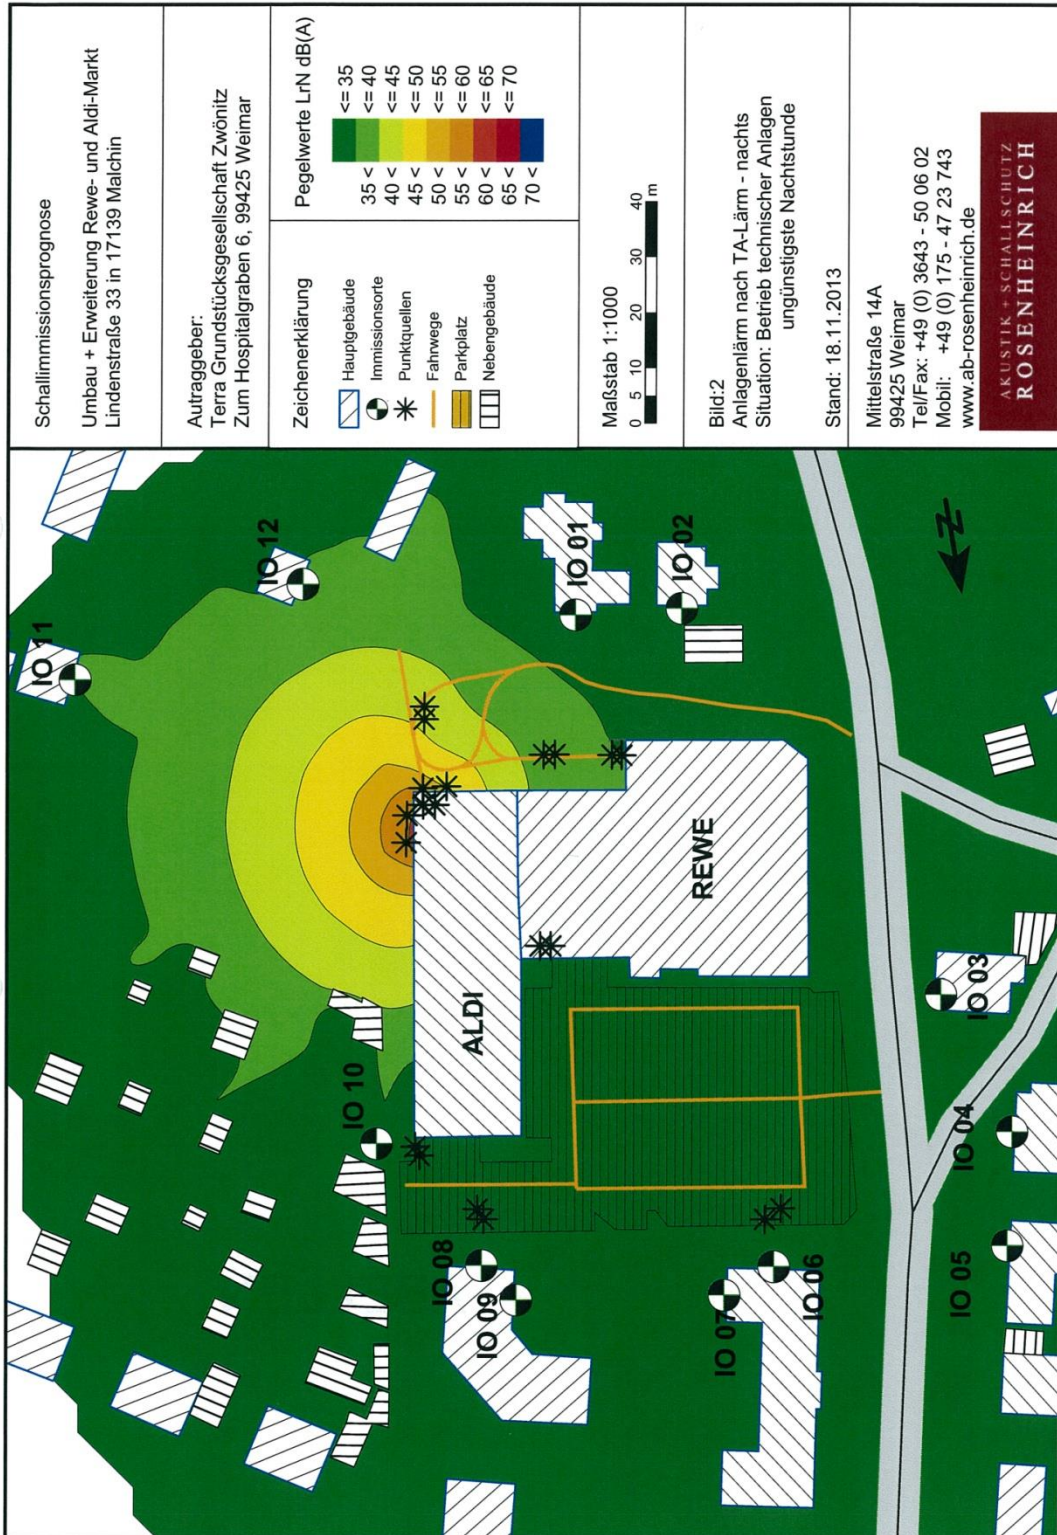 Schallimmissionsprognose
Umbau + Erweiterung Rewe- und Aldi-Markt
Lindenstraße 33 in 17139 Malchin
Autraggeber:
Terra Grundstücksgesellschaft Zwönitz
Zum Hospitalgraben 6, 99425 Weimar
Zeichenerklärung
Hauptgebäude
Immissionsorte
Punktquellen
Fahrwege
Parkplatz
Nebengebäude
Pegelwerte LrN dB(A)
<= 35
35 < <= 40
40 < <= 45
45 < <= 50
50 < <= 55
55 < <= 60
60 < <= 65
65 < <= 70
70 <
Maßstab 1:1000
0 5 10 20 30 40
m
Bild:2
Anlagenlärm nach TA-Lärm - nachts
Situation: Betrieb technischer Anlagen
ungünstigste Nachtstunde
Stand: 18.11.2013
Mittelstraße 14A
99425 Weimar
Tel/Fax: +49 (0) 3643 - 50 06 02
Mobil: +49 (0) 175 - 47 23 743
www.ab-rosenheinrich.de
AKUSTIK + SCHALLSCHUTZ
ROSENHEINRICH
IO 11
IO 12
IO 01
IO 02
IO 10
ALDI
REWE
IO 03
IO 08
IO 09
IO 07
IO 06
IO 04
IO 05